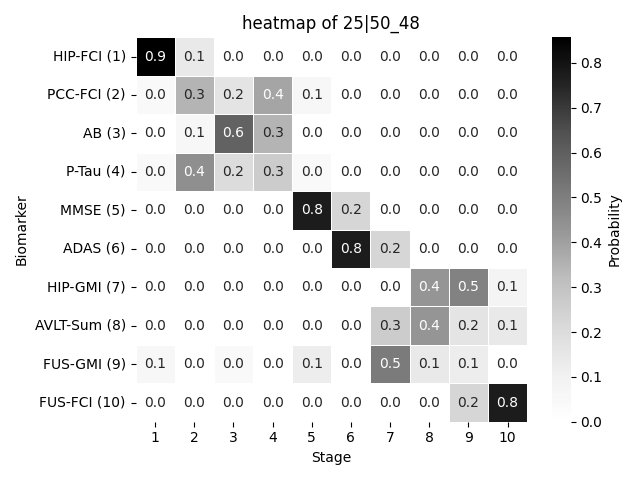 heatmap of 25|50_48
HIP-FCI (1) 0.9 0.1 0.0 0.0 0.0 0.0 0.0 0.0 0.0 0.0
PCC-FCI (2) 0.0 0.3 0.2 0.4 0.1 0.0 0.0 0.0 0.0 0.0
AB (3) 0.0 0.1 0.6 0.3 0.0 0.0 0.0 0.0 0.0 0.0
P-Tau (4) 0.0 0.4 0.2 0.3 0.0 0.0 0.0 0.0 0.0 0.0
MMSE (5) 0.0 0.0 0.0 0.0 0.8 0.2 0.0 0.0 0.0 0.0
ADAS (6) 0.0 0.0 0.0 0.0 0.0 0.8 0.2 0.0 0.0 0.0
HIP-GMI (7) 0.0 0.0 0.0 0.0 0.0 0.0 0.0 0.4 0.5 0.1
AVLT-Sum (8) 0.0 0.0 0.0 0.0 0.0 0.0 0.3 0.4 0.2 0.1
FUS-GMI (9) 0.1 0.0 0.0 0.0 0.1 0.0 0.5 0.1 0.1 0.0
FUS-FCI (10) 0.0 0.0 0.0 0.0 0.0 0.0 0.0 0.0 0.2 0.8
1 2 3 4 5 6 7 8 9 10
Stage
Biomarker
0.8
0.7
0.6
0.5
0.4
0.3
0.2
0.1
0.0
Probability